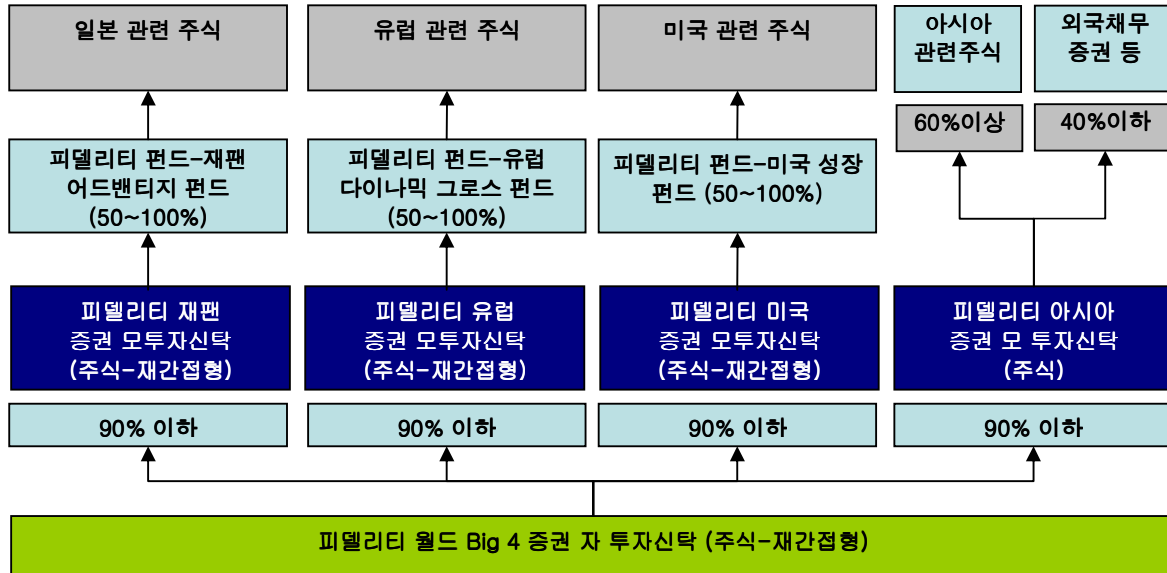 일본 관련 주식
유럽 관련 주식
미국 관련 주식
아시아
관련주식
외국채무
증권 등
60%이상
40%이하
피델리티 펀드-재팬
어드밴티지 펀드
(50~100%)
피델리티 펀드-유럽
다이나믹 그로스 펀드
(50~100%)
피델리티 펀드-미국 성장
펀드 (50~100%)
피델리티 재팬
증권 모투자신탁
(주식-재간접형)
피델리티 유럽
증권 모투자신탁
(주식-재간접형)
피델리티 미국
증권 모투자신탁
(주식-재간접형)
피델리티 아시아
증권 모 투자신탁
(주식)
90% 이하
90% 이하
90% 이하
90% 이하
피델리티 월드 Big 4 증권 자 투자신탁 (주식-재간접형)